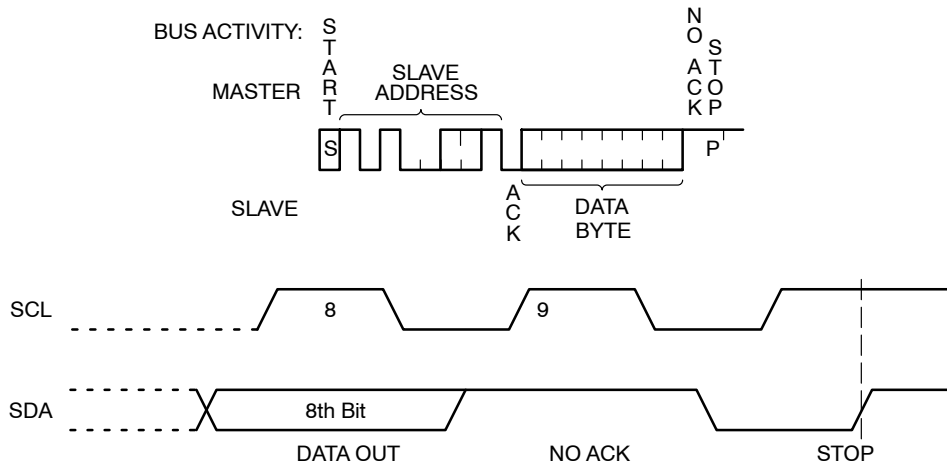 BUS ACTIVITY:
MASTER
START
SLAVE
ADDRESS
NO ACK
STOP
S
P
SLAVE
ACK
DATA
BYTE
SCL
8
9
SDA
8th Bit
DATA OUT
NO ACK
STOP